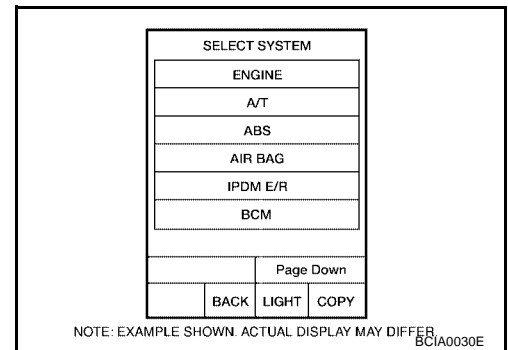 SELECT SYSTEM
ENGINE
A/T
ABS
AIR BAG
IPDM E/R
BCM
Page Down
BACK LIGHT COPY
NOTE: EXAMPLE SHOWN. ACTUAL DISPLAY MAY DIFFER.
BCIA0030E